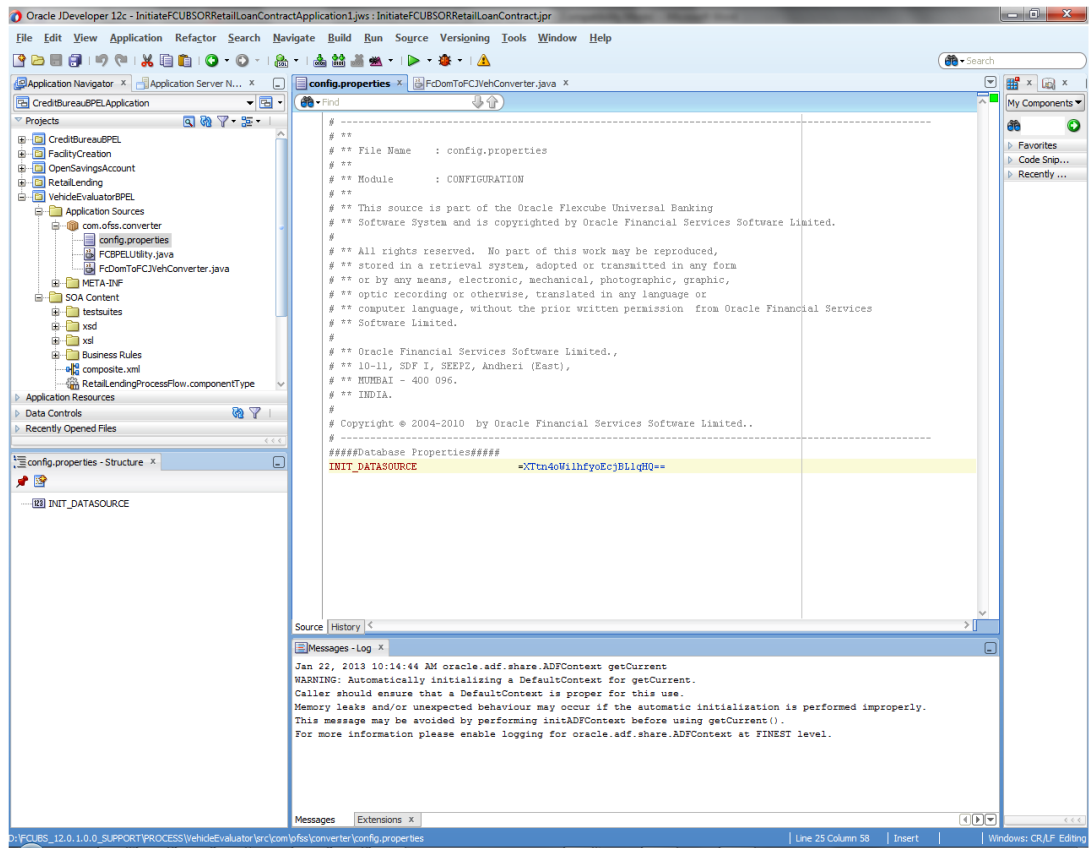 Oracle JDeveloper 12c - InitiateFCUBSORRetailLoanContractApplication1.jws : InitiateFCUBSORRetailLoanContract.jpr
File Edit View Application Refactor Search Navigate Build Run Source Versioning Tools Window Help
Search
Application Navigator x Application Server N... x
CreditBureauBPELApplication
Projects
CreditBureauBPEL
FacilityCreation
OpenSavingsAccount
RetailLending
VehideEvaluatorBPEL
Application Sources
com.ofss.converter
config.properties
FCBPELUtility.java
FcDomToFCJVehConverter.java
META-INF
SOA Content
testsuites
xsd
xsl
Business Rules
composite.xml
RetailLendingProcessFlow.componentType
Application Resources
Data Controls
Recently Opened Files
config.properties - Structure x
INIT_DATASOURCE
config.properties x FcDomToFCJVehConverter.java x
Find
# ---------------------------------------------------------------------------------------------------
# **
# ** File Name : config.properties
# **
# ** Module : CONFIGURATION
# **
# ** This source is part of the Oracle Flexcube Universal Banking
# ** Software System and is copyrighted by Oracle Financial Services Software Limited.
#
# ** All rights reserved. No part of this work may be reproduced,
# ** stored in a retrieval system, adopted or transmitted in any form
# ** or by any means, electronic, mechanical, photographic, graphic,
# ** optic recording or otherwise, translated in any language or
# ** computer language, without the prior written permission from Oracle Financial Services
# ** Software Limited.
#
# ** Oracle Financial Services Software Limited.,
# ** 10-11, SDF I, SEEPZ, Andheri (East),
# ** MUMBAI - 400 096.
# ** INDIA.
#
# Copyright © 2004-2010 by Oracle Financial Services Software Limited..
# ---------------------------------------------------------------------------------------------------
#####Database Properties#####
INIT_DATASOURCE =XTtn4oWilhfyoEcjBLlqHQ==
Source History
Messages - Log x
Jan 22, 2013 10:14:44 AM oracle.adf.share.ADFContext getCurrent
WARNING: Automatically initializing a DefaultContext for getCurrent.
Caller should ensure that a DefaultContext is proper for this use.
Memory leaks and/or unexpected behaviour may occur if the automatic initialization is performed improperly.
This message may be avoided by performing initADFContext before using getCurrent().
For more information please enable logging for oracle.adf.share.ADFContext at FINEST level.
Messages Extensions x
My Components
Favorites
Code Snip...
Recently ...
D:\FCUBS_12.0.1.0.0_SUPPORT\PROCESS\VehideEvaluator\src\com\ofss\converter\config.properties
Line 25 Column 58 Insert Windows: CR/LF Editing